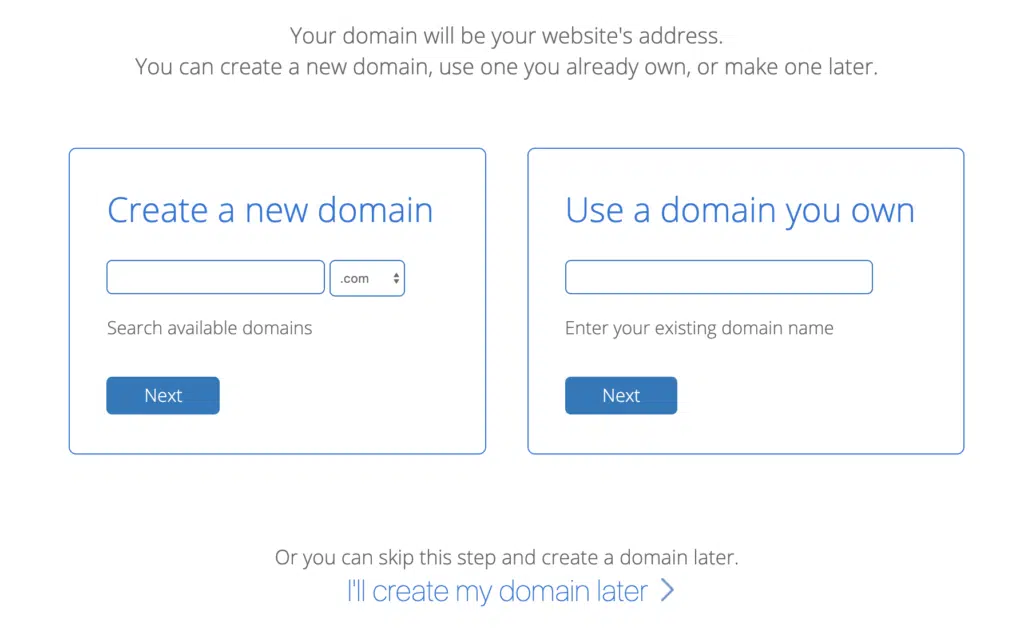 Your domain will be your website's address.
You can create a new domain, use one you already own, or make one later.
Create a new domain
.com
Search available domains
Next
Use a domain you own
Enter your existing domain name
Next
Or you can skip this step and create a domain later.
I'll create my domain later